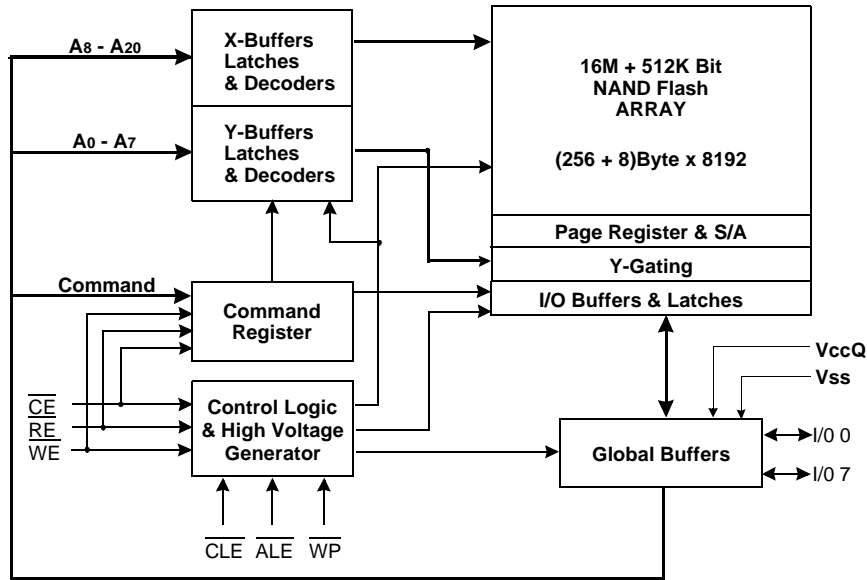 A8 - A20
X-Buffers
Latches
& Decoders
16M + 512K Bit
NAND Flash
ARRAY
(256 + 8)Byte x 8192
A0 - A7
Y-Buffers
Latches
& Decoders
Page Register & S/A
Y-Gating
I/O Buffers & Latches
Command
Command
Register
VccQ
Vss
CE
RE
WE
Control Logic
& High Voltage
Generator
Global Buffers
I/0 0
I/0 7
CLE
ALE
WP